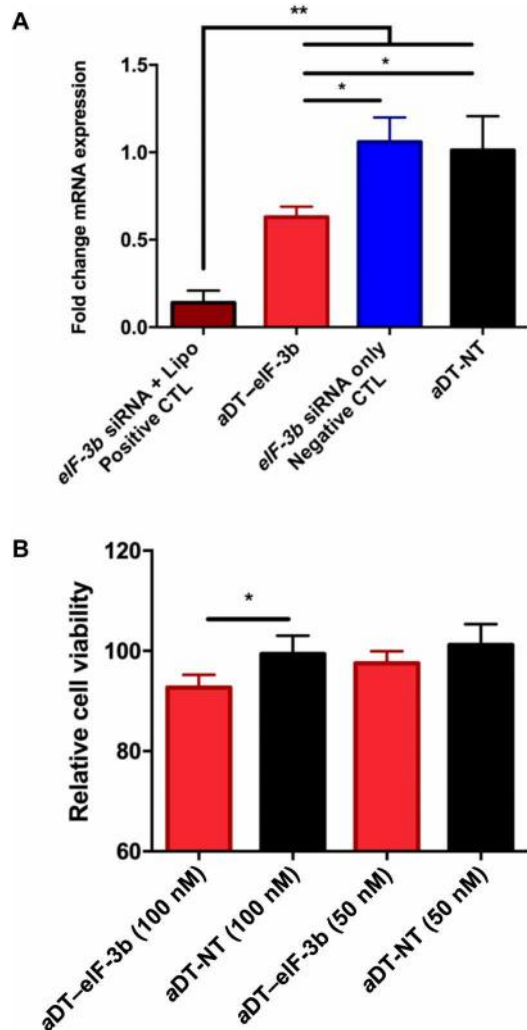 A
**
*
*
Fold change mRNA expression
1.5
1.0
0.5
0.0
eIF-3b siRNA + Lipo
Positive CTL
aDT–eIF-3b
eIF-3b siRNA only
Negative CTL
aDT-NT
B
*
Relative cell viability
120
100
80
60
aDT–eIF-3b (100 nM)
aDT-NT (100 nM)
aDT–eIF-3b (50 nM)
aDT-NT (50 nM)